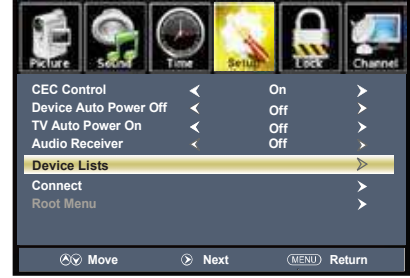 Picture Sound Time Setup Lock Channel
CEC Control On
Device Auto Power Off Off
TV Auto Power On Off
Audio Receiver Off
Device Lists
Connect
Root Menu
Move Next MENU Return